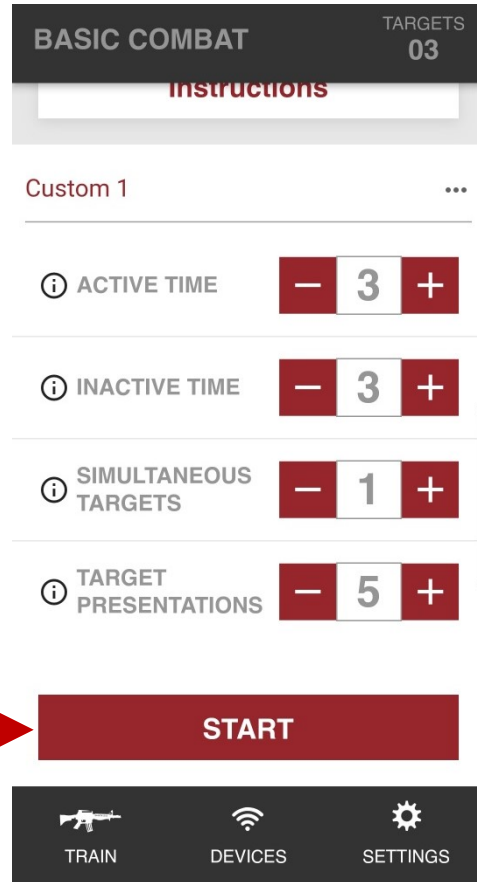 BASIC COMBAT
TARGETS
03
Instructions
Custom 1
ACTIVE TIME
3
INACTIVE TIME
3
SIMULTANEOUS
TARGETS
1
TARGET
PRESENTATIONS
5
START
TRAIN
DEVICES
SETTINGS